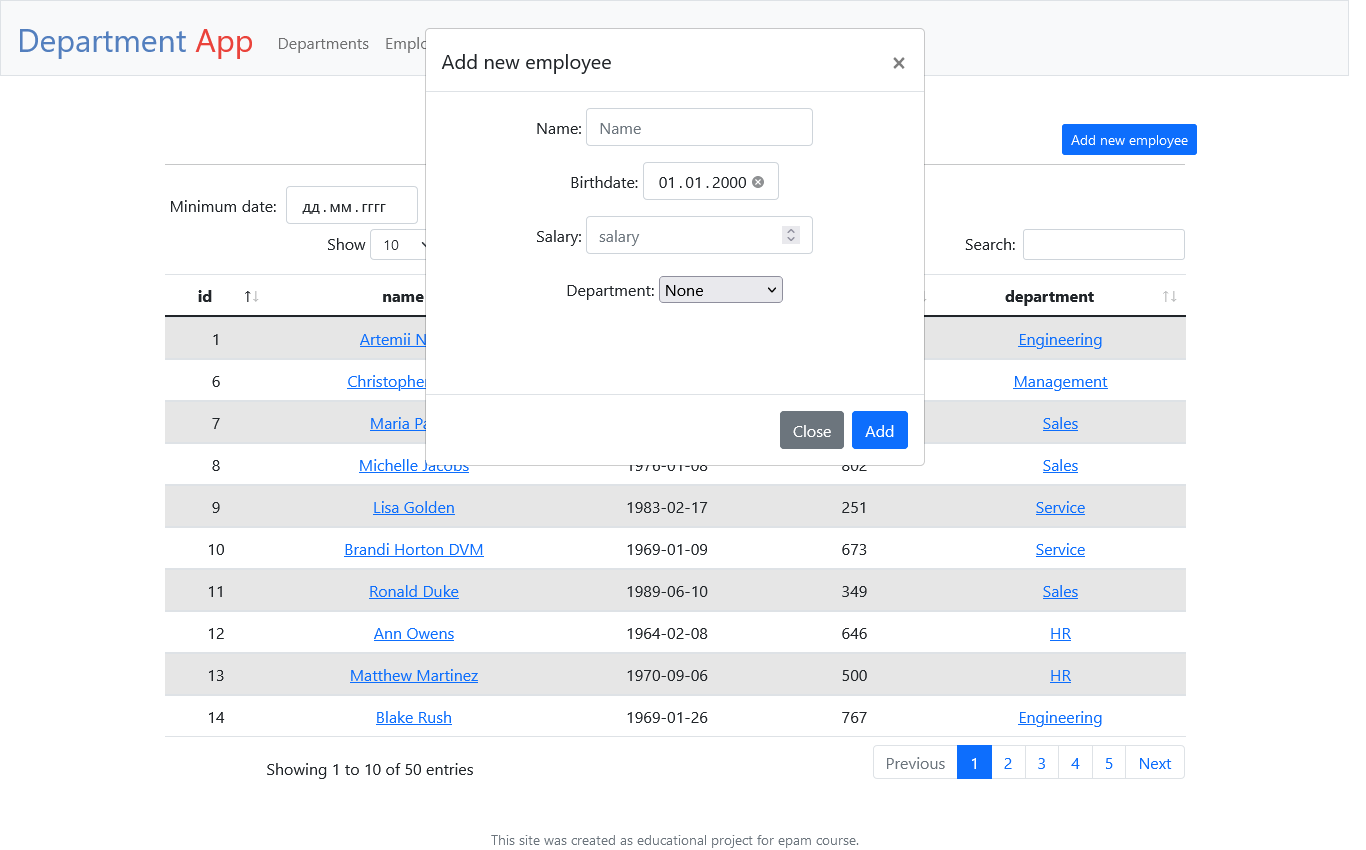 Department App Departments
Add new employee ×
Name: Name
Add new employee
Birthdate: 01.01.2000
Minimum date: дд.мм.гггг
Salary: salary
Show 10
Search:
Department: None
id name department
1 Artemii Engineering
6 Christopher Management
7 Maria Sales
Close Add
8 Michelle Jacobs 1976-01-08 802 Sales
9 Lisa Golden 1983-02-17 251 Service
10 Brandi Horton DVM 1969-01-09 673 Service
11 Ronald Duke 1989-06-10 349 Sales
12 Ann Owens 1964-02-08 646 HR
13 Matthew Martinez 1970-09-06 500 HR
14 Blake Rush 1969-01-26 767 Engineering
Showing 1 to 10 of 50 entries
Previous 1 2 3 4 5 Next
This site was created as educational project for epam course.